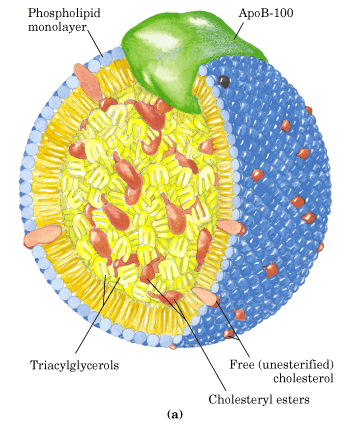 Phospholipid
monolayer
ApoB-100
Triacylglycerols
Free (unesterified)
cholesterol
Cholesteryl esters
(a)